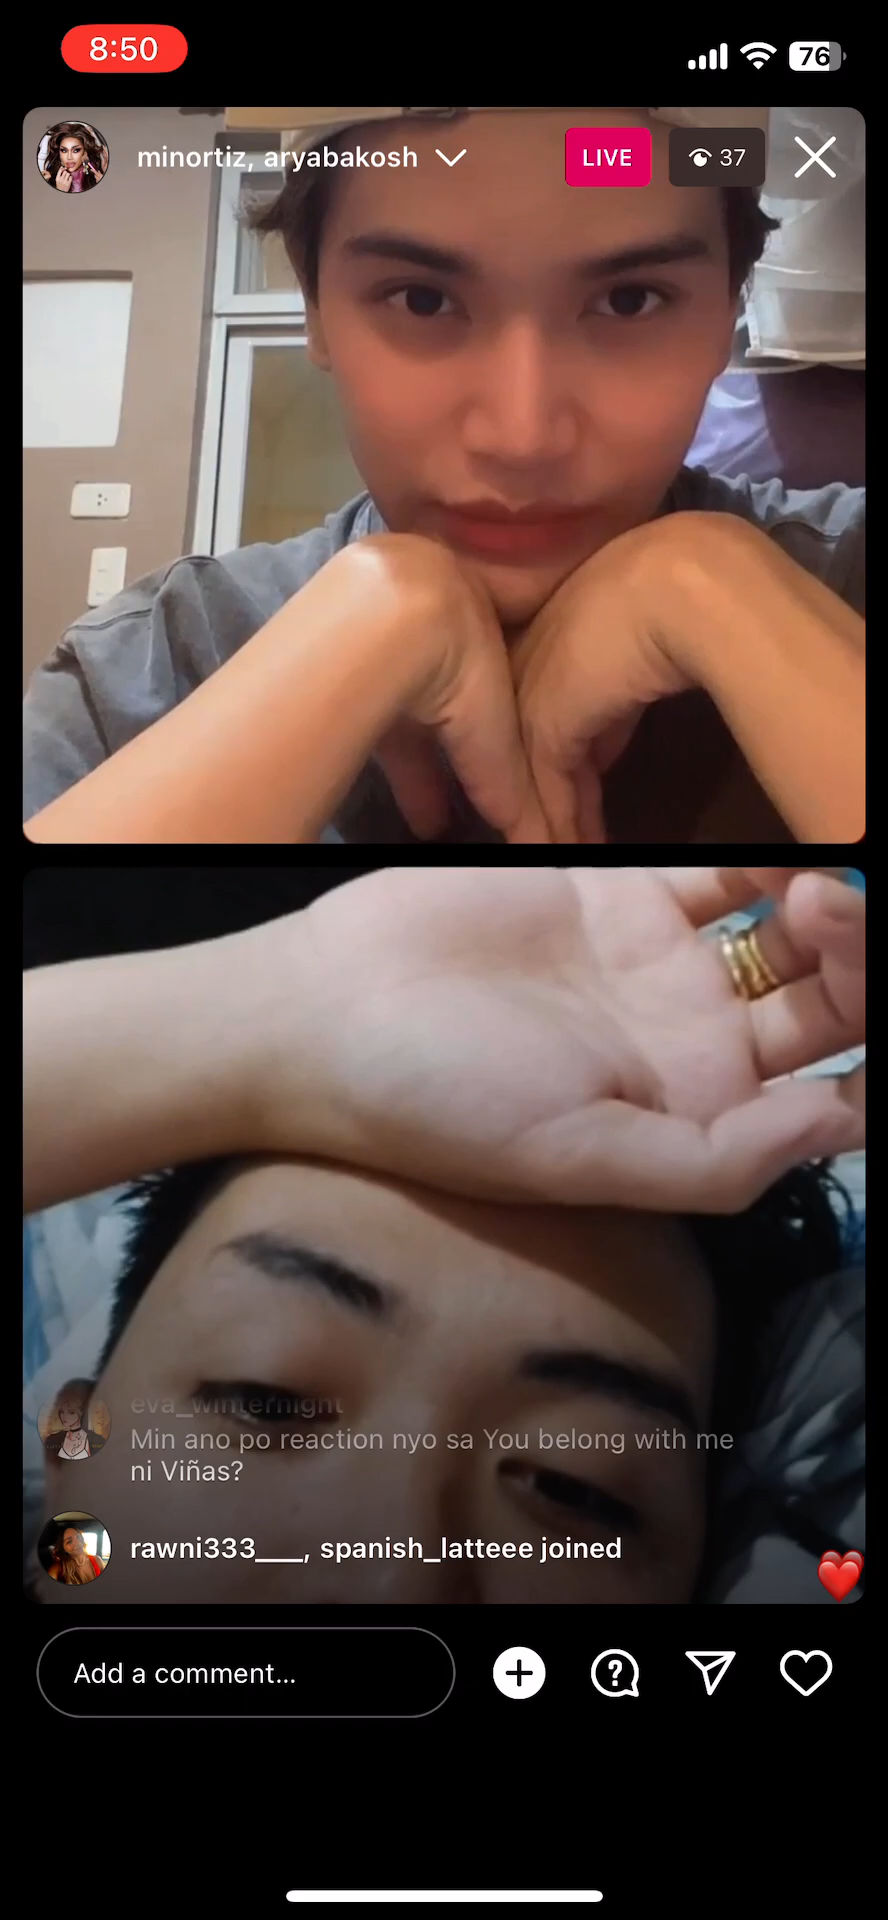 8:50
76
minortiz, aryabakosh
LIVE
37
eva_winternight
Min ano po reaction nyo sa You belong with me
ni Viñas?
rawni333___, spanish_latteee joined
Add a comment...